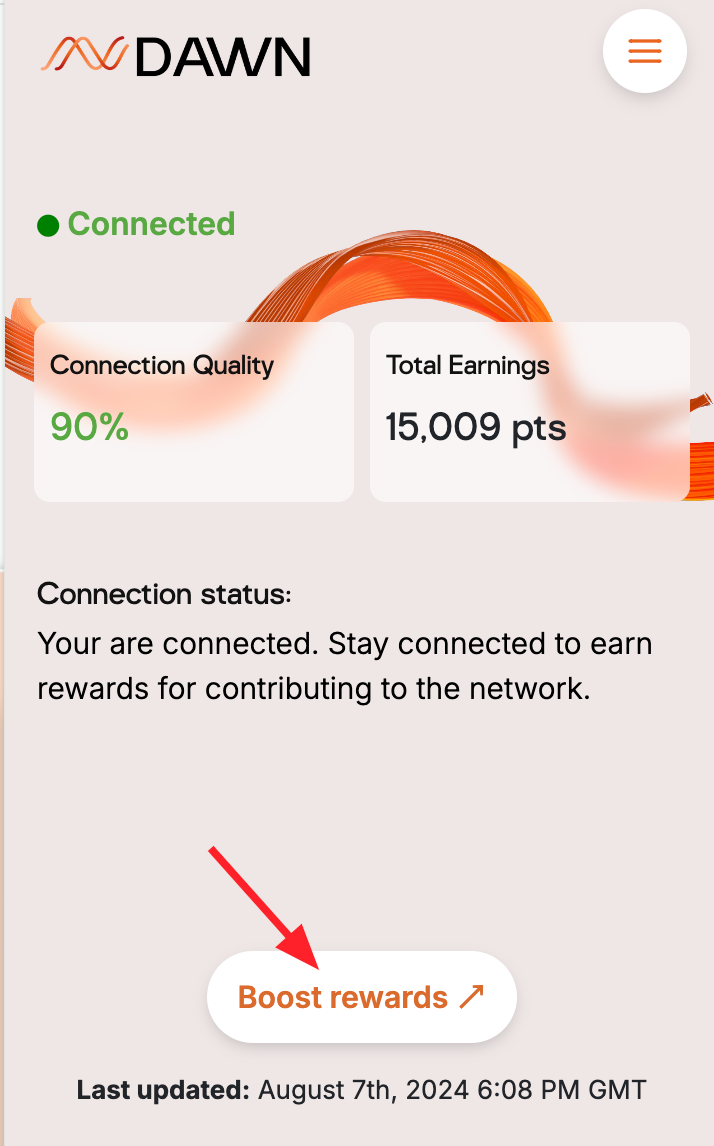 DAWN
Connected
Connection Quality
90%
Total Earnings
15,009 pts
Connection status:
Your are connected. Stay connected to earn
rewards for contributing to the network.
Boost rewards ↗
Last updated: August 7th, 2024 6:08 PM GMT